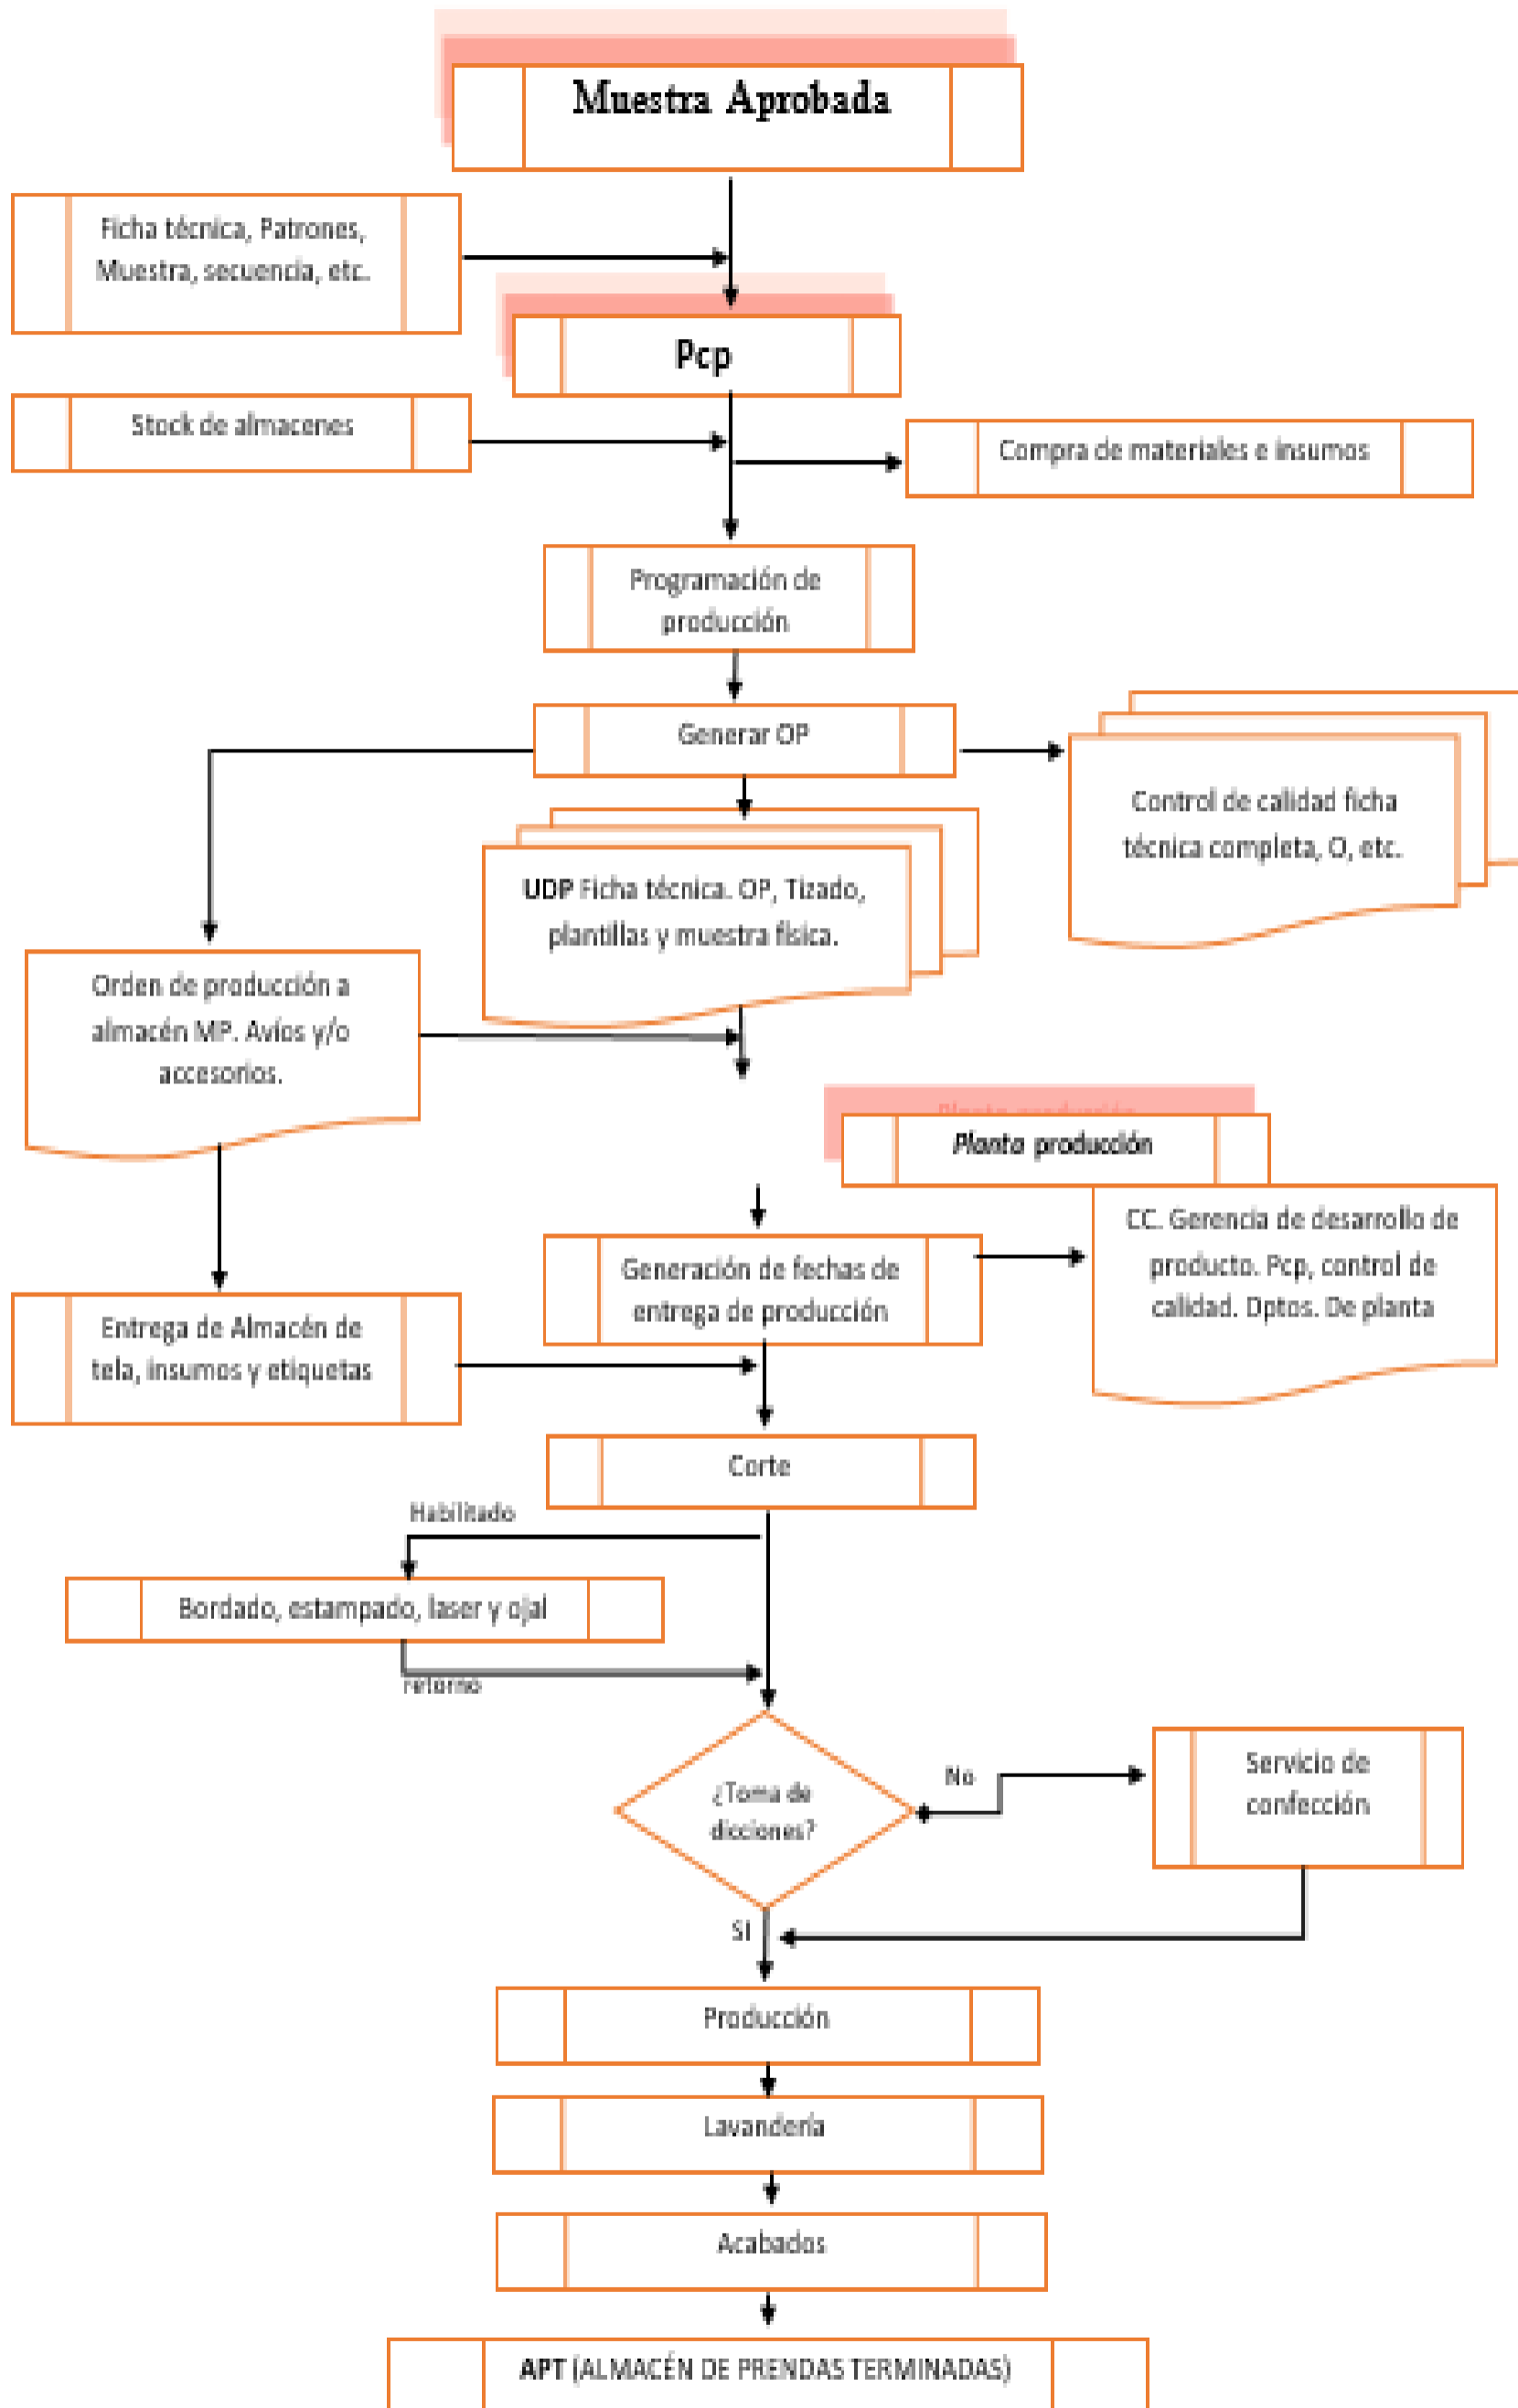 Muestra Aprobada
Ficha técnica, Patrones,
Muestra, secuencia, etc.
Pcp
Stock de almacenes
Compra de materiales e insumos
Programación de
producción
Generar OP
Control de calidad ficha
técnica completa, O, etc.
UDP Ficha técnica. OP, Tizado,
plantillas y muestra física.
Orden de producción a
almacén MP. Avíos y/o
accesorios.
Planta producción
CC. Gerencia de desarrollo de
producto. Pcp, control de
calidad. Dptos. De planta
Generación de fechas de
entrega de producción
Entrega de Almacén de
tela, insumos y etiquetas
Corte
Habilitado
Bordado, estampado, laser y ojal
retorno
¿Toma de
dicciones?
No
Servicio de
confección
SI
Producción
Lavandería
Acabados
APT (ALMACÉN DE PRENDAS TERMINADAS)